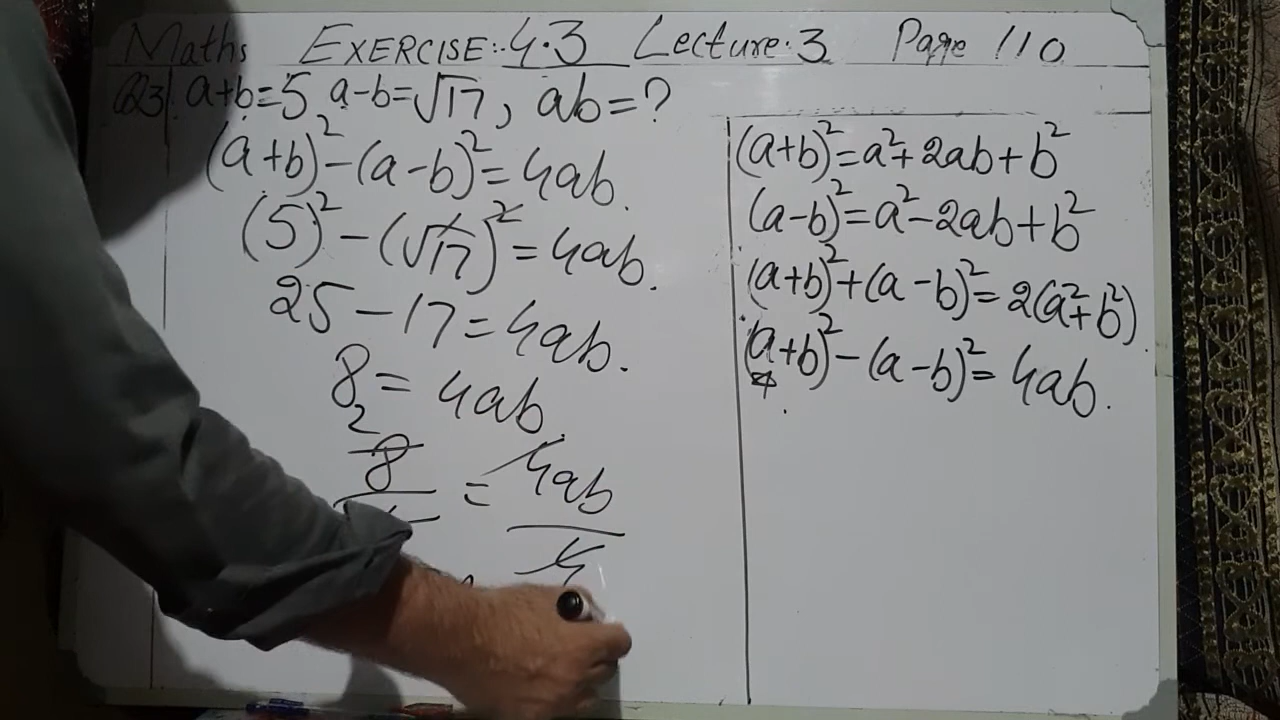 Maths EXERCISE:-4.3 Lecture:3 Page 110
Q3 a+b=5 a-b=√17, ab=?
(a+b)²-(a-b)²=4ab.
(5)²-(√17)²=4ab.
25-17=4ab.
8=4ab.
2
8/4 = 4ab/4
(a+b)²=a²+2ab+b²
(a-b)²=a²-2ab+b²
(a+b)²+(a-b)²=2(a²+b²).
(a+b)²-(a-b)²=4ab.